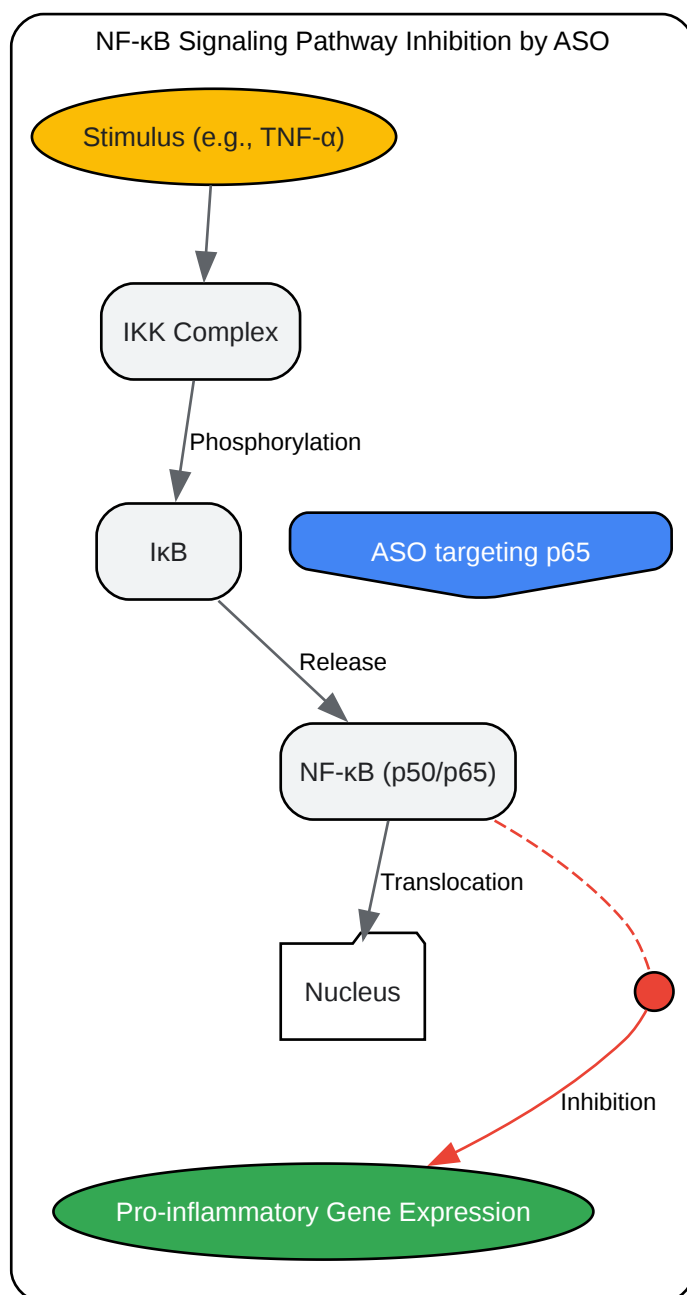 NF-κB Signaling Pathway Inhibition by ASO
Stimulus (e.g., TNF-α)
IKK Complex
Phosphorylation
IκB
ASO targeting p65
Release
NF-κB (p50/p65)
Translocation
Nucleus
Inhibition
Pro-inflammatory Gene Expression